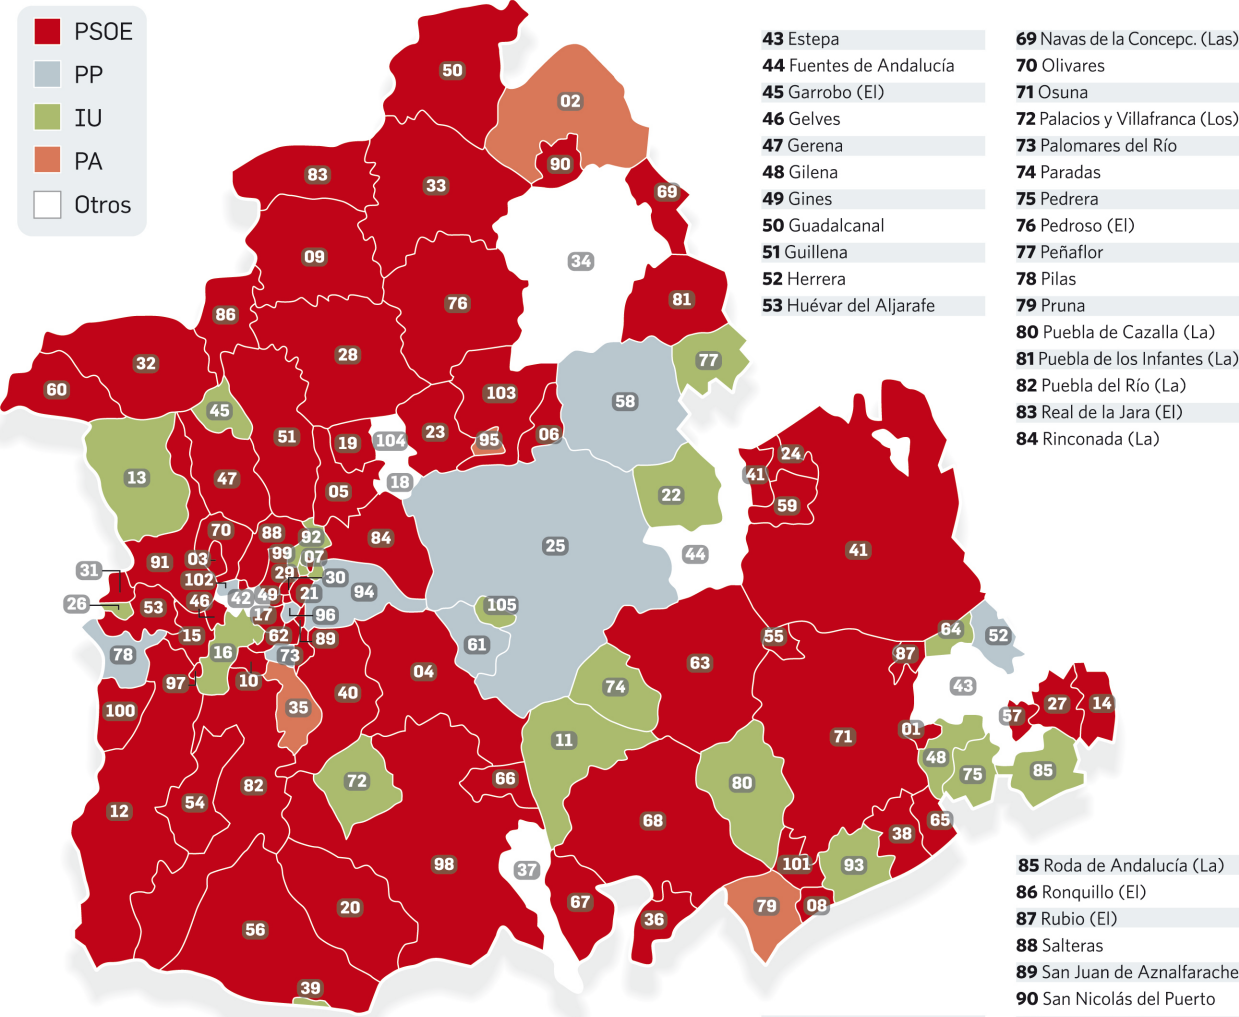 PSOE
PP
IU
PA
Otros
43 Estepa
44 Fuentes de Andalucía
45 Garrobo (El)
46 Gelves
47 Gerena
48 Gilena
49 Gines
50 Guadalcanal
51 Guillena
52 Herrera
53 Huévar del Aljarafe
69 Navas de la Concepc. (Las)
70 Olivares
71 Osuna
72 Palacios y Villafranca (Los)
73 Palomares del Río
74 Paradas
75 Pedrera
76 Pedroso (El)
77 Peñaflor
78 Pilas
79 Pruna
80 Puebla de Cazalla (La)
81 Puebla de los Infantes (La)
82 Puebla del Río (La)
83 Real de la Jara (El)
84 Rinconada (La)
50
02
90
83
33
69
09
34
76
81
86
32
28
77
60
103
58
45
51
19
104
23
95
06
24
41
13
47
05
18
22
59
70
88
92
84
25
44
41
91
03
99
07
31
102
29
30
94
26
53
46
42
49
21
105
17
96
15
62
89
61
55
64
52
78
16
73
63
87
97
10
04
74
43
100
35
40
57
27
14
11
71
01
48
75
85
12
54
82
72
66
80
68
38
65
98
37
101
93
67
36
79
08
56
20
39
85 Roda de Andalucía (La)
86 Ronquillo (El)
87 Rubio (El)
88 Salteras
89 San Juan de Aznalfarache
90 San Nicolás del Puerto